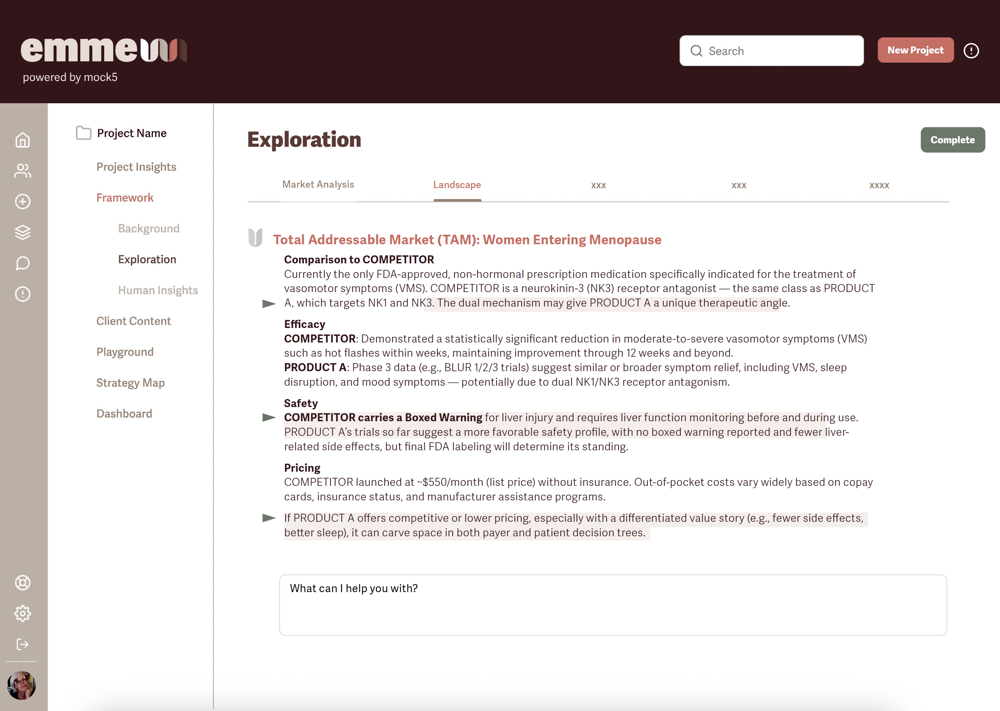 emme
powered by mock5
Search
New Project
Project Name
Project Insights
Framework
Background
Exploration
Human Insights
Client Content
Playground
Strategy Map
Dashboard
Exploration
Complete
Market Analysis
Landscape
xxx
xxx
xxxx
Total Addressable Market (TAM): Women Entering Menopause
Comparison to COMPETITOR
Currently the only FDA-approved, non-hormonal prescription medication specifically indicated for the treatment of
vasomotor symptoms (VMS). COMPETITOR is a neurokinin-3 (NK3) receptor antagonist — the same class as PRODUCT
A, which targets NK1 and NK3. The dual mechanism may give PRODUCT A a unique therapeutic angle.
Efficacy
COMPETITOR: Demonstrated a statistically significant reduction in moderate-to-severe vasomotor symptoms (VMS)
such as hot flashes within weeks, maintaining improvement through 12 weeks and beyond.
PRODUCT A: Phase 3 data (e.g., BLUR 1/2/3 trials) suggest similar or broader symptom relief, including VMS, sleep
disruption, and mood symptoms — potentially due to dual NK1/NK3 receptor antagonism.
Safety
COMPETITOR carries a Boxed Warning for liver injury and requires liver function monitoring before and during use.
PRODUCT A’s trials so far suggest a more favorable safety profile, with no boxed warning reported and fewer liver-
related side effects, but final FDA labeling will determine its standing.
Pricing
COMPETITOR launched at ~$550/month (list price) without insurance. Out-of-pocket costs vary widely based on copay
cards, insurance status, and manufacturer assistance programs.
If PRODUCT A offers competitive or lower pricing, especially with a differentiated value story (e.g., fewer side effects,
better sleep), it can carve space in both payer and patient decision trees.
What can I help you with?